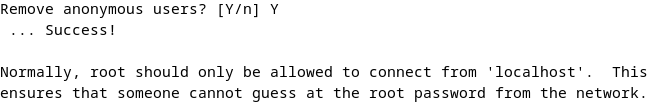 Remove anonymous users? [Y/n] Y
 ... Success!

Normally, root should only be allowed to connect from 'localhost'.  This
ensures that someone cannot guess at the root password from the network.